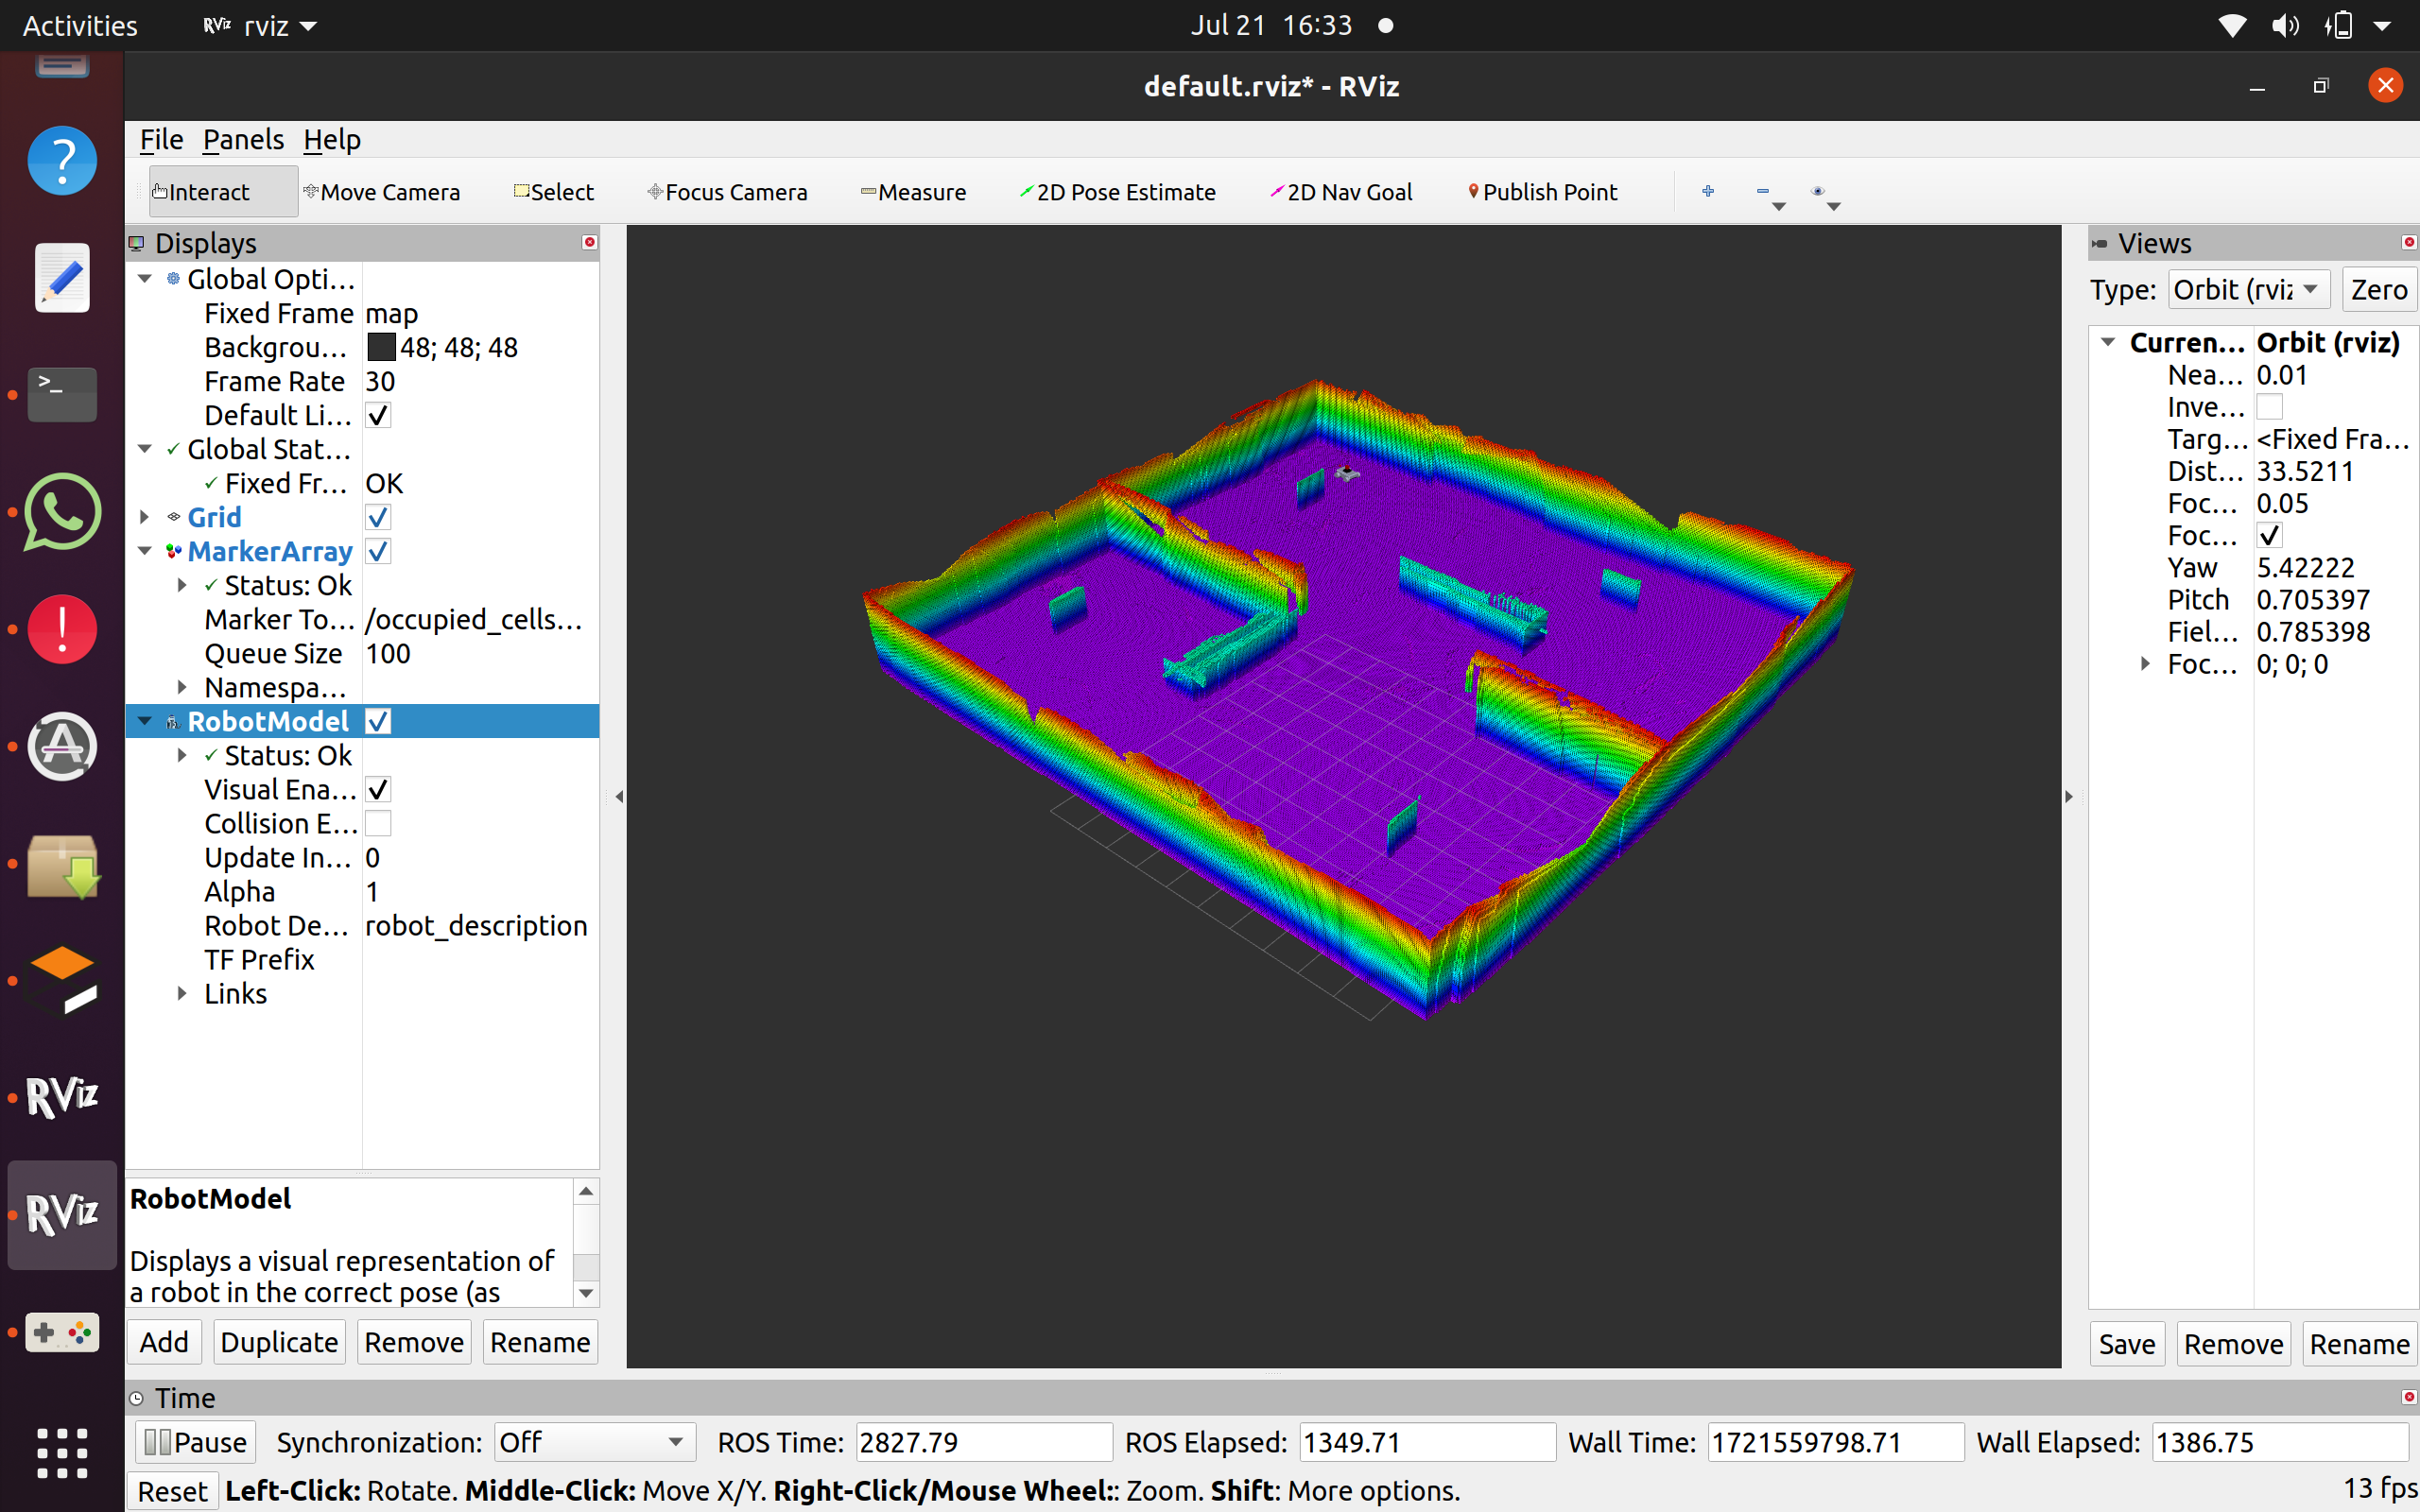 Activities
RViz rviz
Jul 21 16:33
default.rviz* - RViz
File Panels Help
Interact Move Camera Select Focus Camera Measure 2D Pose Estimate 2D Nav Goal Publish Point
Displays
Global Opti...
Fixed Frame map
Backgrou... 48; 48; 48
Frame Rate 30
Default Li...
Global Stat...
Fixed Fr... OK
Grid
MarkerArray
Status: Ok
Marker To... /occupied_cells...
Queue Size 100
Namespa...
RobotModel
Status: Ok
Visual Ena...
Collision E...
Update In... 0
Alpha 1
Robot De... robot_description
TF Prefix
Links
RobotModel
Displays a visual representation of
a robot in the correct pose (as
Add Duplicate Remove Rename
Views
Type: Orbit (rviz Zero
Curren... Orbit (rviz)
Nea... 0.01
Inve...
Targ... <Fixed Fra...
Dist... 33.5211
Foc... 0.05
Foc...
Yaw 5.42222
Pitch 0.705397
Fiel... 0.785398
Foc... 0; 0; 0
Save Remove Rename
RViz
RViz
Time
Pause Synchronization: Off ROS Time: 2827.79 ROS Elapsed: 1349.71 Wall Time: 1721559798.71 Wall Elapsed: 1386.75
Reset Left-Click: Rotate. Middle-Click: Move X/Y. Right-Click/Mouse Wheel:: Zoom. Shift: More options. 13 fps